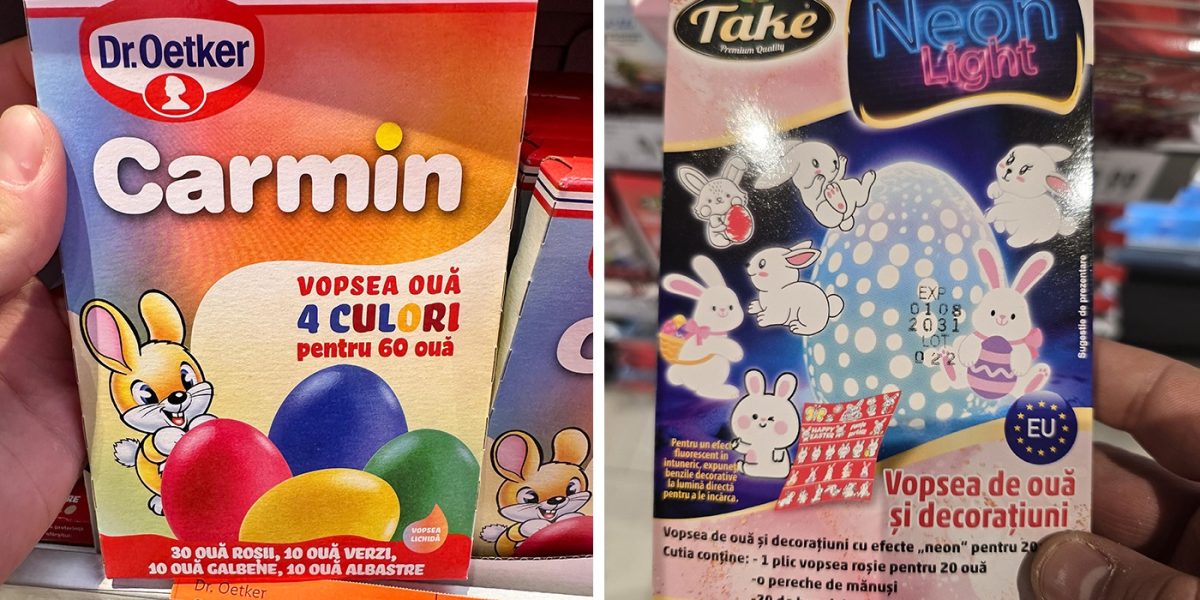 Dr.Oetker
Carmin
VOPSEA OUĂ
4 CULORI
pentru 60 ouă
VOPSEA
LICHIDĂ
30 OUĂ ROȘII, 10 OUĂ VERZI,
10 OUĂ GALBENE, 10 OUĂ ALBASTRE
Dr. Oetker
Take
Premium Quality
Neon
Light
EXP
0108
2031
LOT
022
Sugestie de prezentare
HAPPY
EASTER
EU
Pentru un efect
fluorescent în
întuneric, expuneți
benzile decorative
la lumină directă
pentru a le încărca.
Vopsea de ouă
și decorațiuni
Vopsea de ouă și decorațiuni cu efecte „neon” pentru 20
Cutia conține: - 1 plic vopsea roșie pentru 20 ouă
-o pereche de mănuși